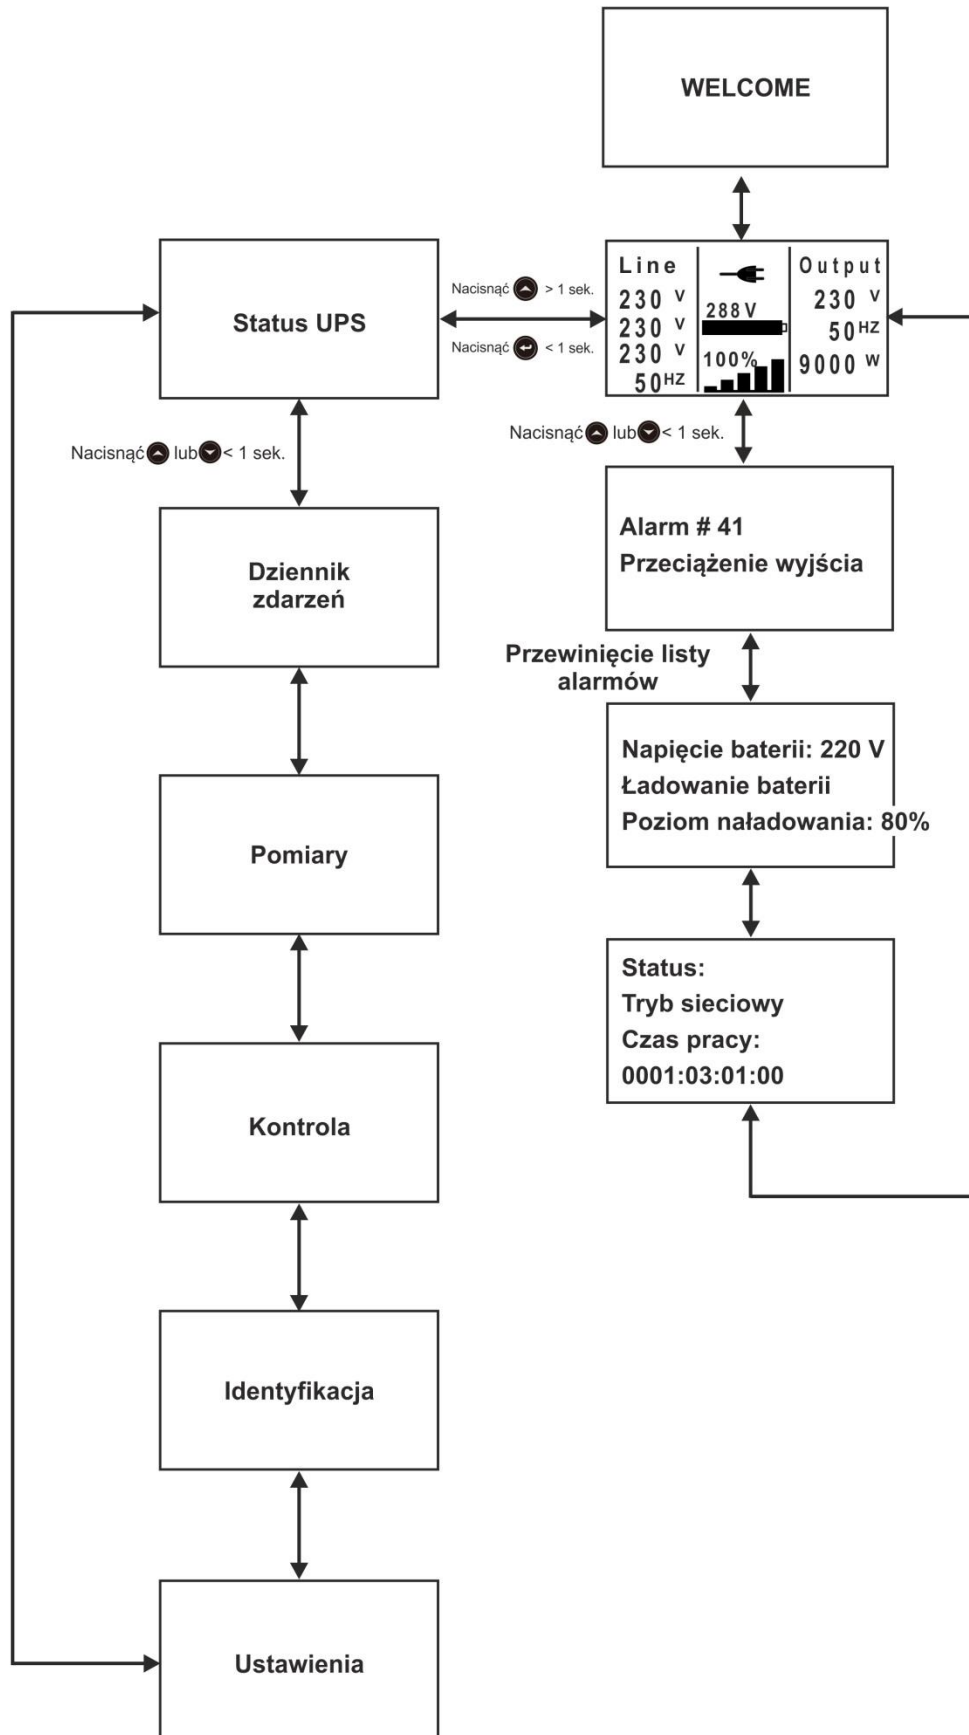 WELCOME
Line
230 V
230 V
230 V
50 HZ
288V
100%
Output
230 V
50 HZ
9000 W
Nacisnąć > 1 sek.
Nacisnąć < 1 sek.
Status UPS
Nacisnąć lub < 1 sek.
Nacisnąć lub < 1 sek.
Alarm # 41
Przeciążenie wyjścia
Dziennik
zdarzeń
Przewinięcie listy
alarmów
Napięcie baterii: 220 V
Ładowanie baterii
Poziom naładowania: 80%
Pomiary
Status:
Tryb sieciowy
Czas pracy:
0001:03:01:00
Kontrola
Identyfikacja
Ustawienia